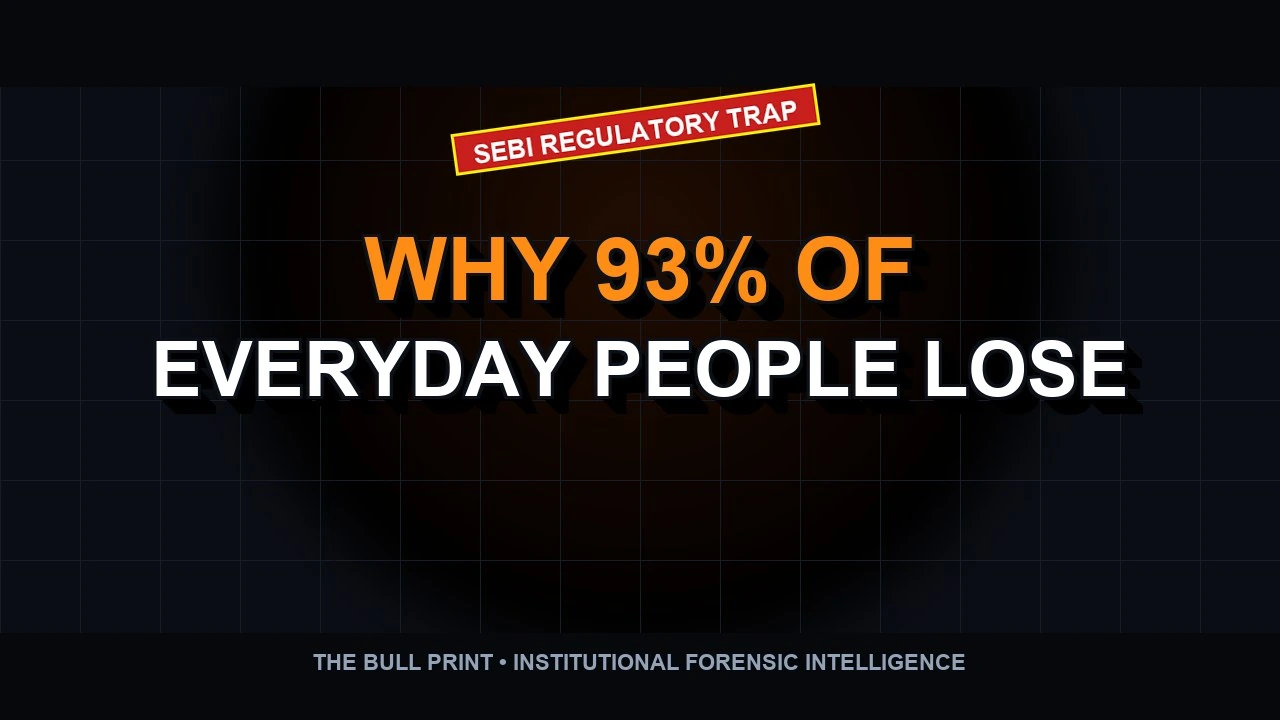 SEBI REGULATORY TRAP
WHY 93% OF
EVERYDAY PEOPLE LOSE
THE BULL PRINT • INSTITUTIONAL FORENSIC INTELLIGENCE